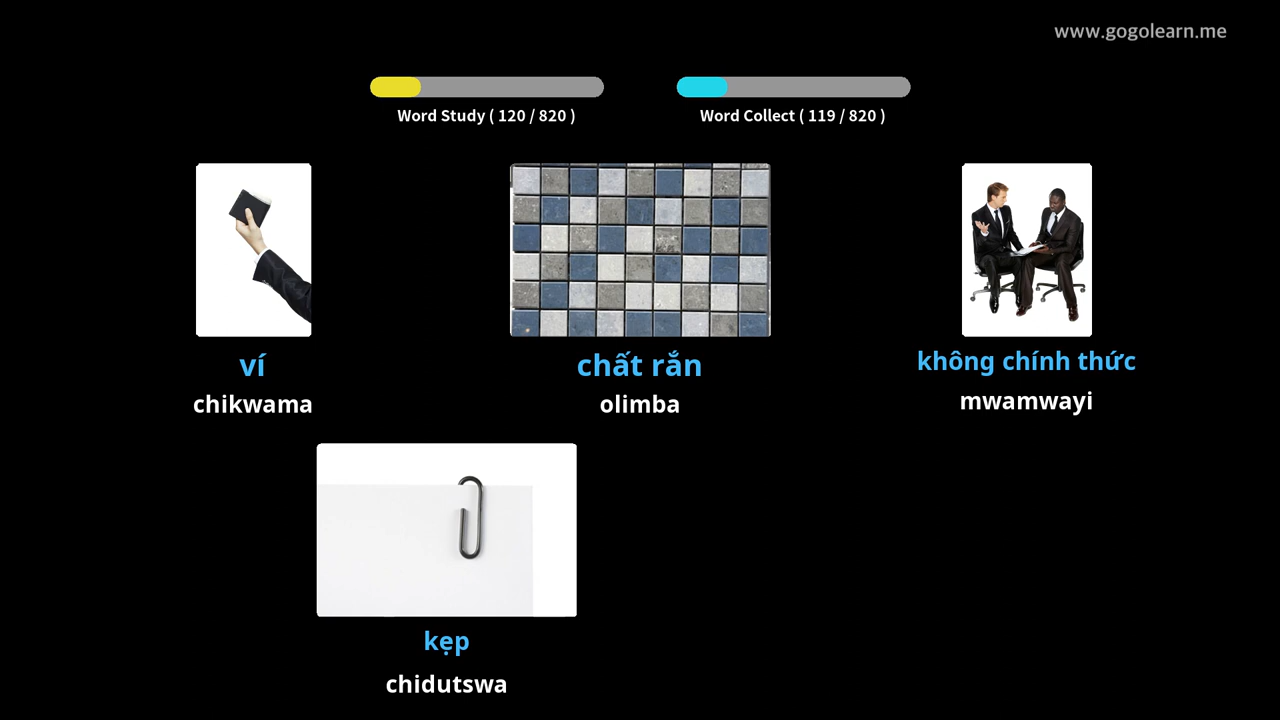 www.gogolearn.me
Word Study ( 120 / 820 )
Word Collect ( 119 / 820 )
ví
chikwama
chất rắn
olimba
không chính thức
mwamwayi
kẹp
chidutswa